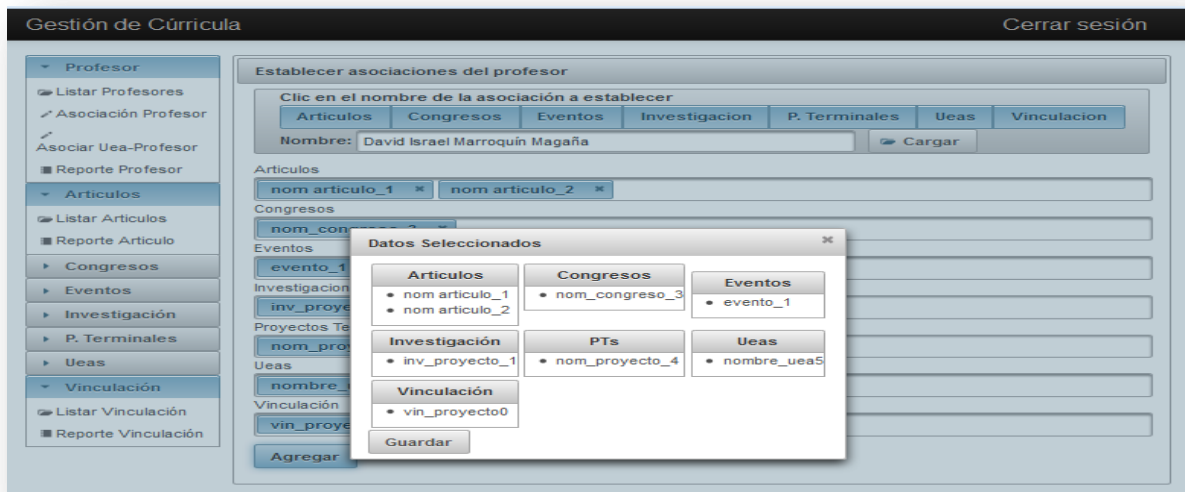 Gestión de Cúrricula
Cerrar sesión
Profesor
Listar Profesores
Asociación Profesor
Asociar Uea-Profesor
Reporte Profesor
Articulos
Listar Articulos
Reporte Articulo
Congresos
Eventos
Investigación
P. Terminales
Ueas
Vinculación
Listar Vinculación
Reporte Vinculación
Establecer asociaciones del profesor
Clic en el nombre de la asociación a establecer
Articulos Congresos Eventos Investigacion P. Terminales Ueas Vinculacion
Nombre: David Israel Marroquín Magaña Cargar
Articulos
nom articulo_1 nom articulo_2
Congresos
Eventos
evento_1
Investigacion
inv_proye
Proyectos Te
nom_pro
Ueas
nombre_
Vinculación
vin_proye
Agregar
Datos Seleccionados
Articulos
nom articulo_1
nom articulo_2
Congresos
nom_congreso_3
Eventos
evento_1
Investigación
inv_proyecto_1
PTs
nom_proyecto_4
Ueas
nombre_uea5
Vinculación
vin_proyecto0
Guardar